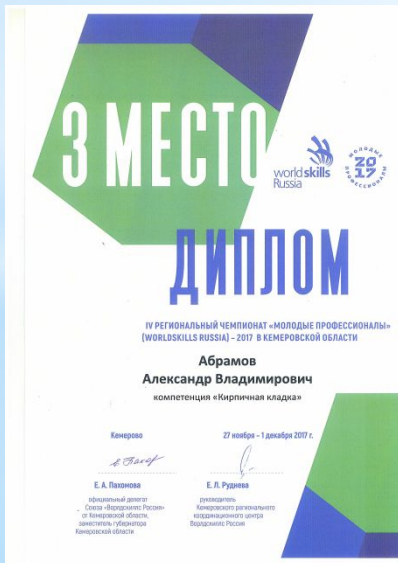 3 МЕСТО
worldskills
Russia
МОЛОДЫЕ
2017
ПРОФЕССИОНАЛЫ
ДИПЛОМ
IV РЕГИОНАЛЬНЫЙ ЧЕМПИОНАТ «МОЛОДЫЕ ПРОФЕССИОНАЛЫ»
(WORLDSKILLS RUSSIA) – 2017 В КЕМЕРОВСКОЙ ОБЛАСТИ
Абрамов
Александр Владимирович
компетенция «Кирпичная кладка»
Кемерово
27 ноября - 1 декабря 2017 г.
Е. А. Пахомова
официальный делегат
Союза «Ворлдскиллс Россия»
от Кемеровской области,
заместитель губернатора
Кемеровской области
Е. Л. Руднева
руководитель
Кемеровского регионального
координационного центра
Ворлдскиллс Россия